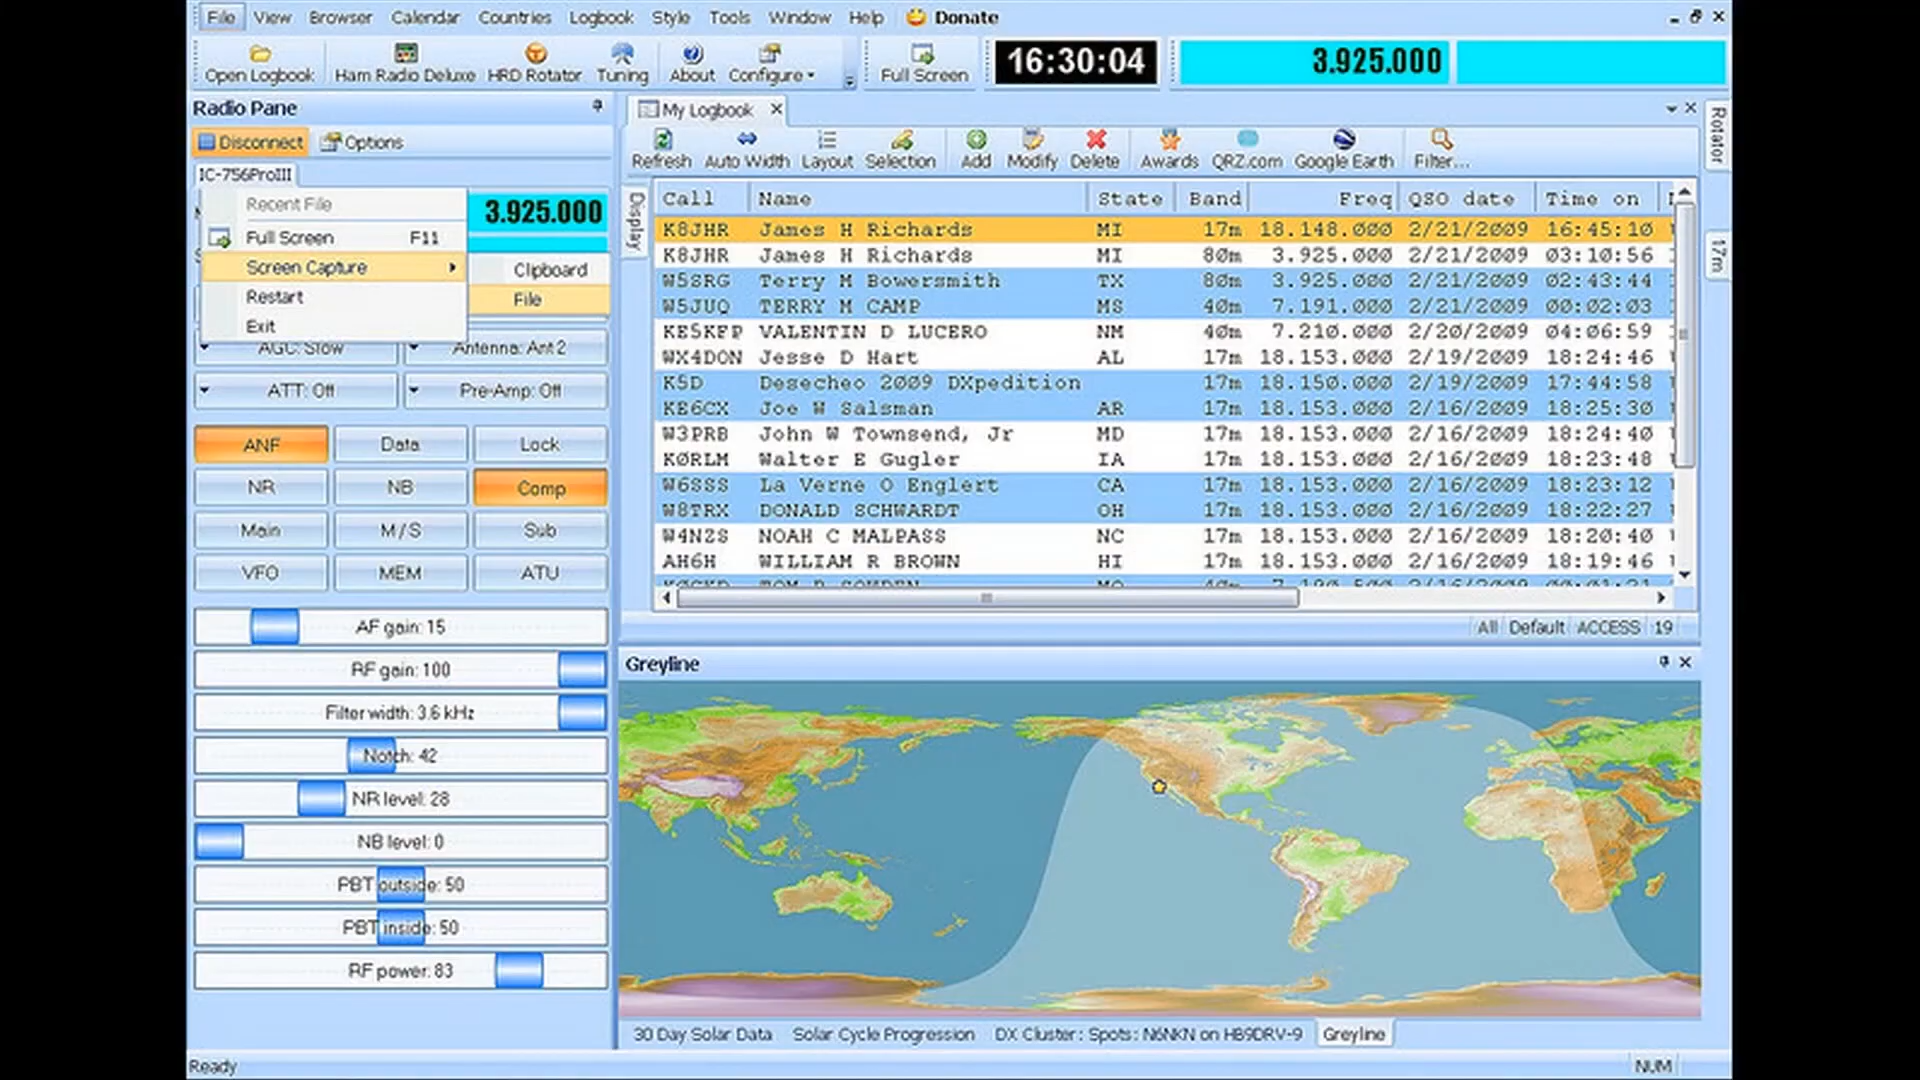 File View Browser Calendar Countries Logbook Style Tools Window Help Donate
Open Logbook Ham Radio Deluxe HRD Rotator Tuning About Configure Full Screen 16:30:04 3.925.000
Radio Pane
Disconnect Options
IC-756ProIII
3.925.000
Recent File
Full Screen F11
Screen Capture
Restart
Exit
Clipboard
File
AGC: Slow Antenna: Ant 2
ATT: Off Pre-Amp: Off
ANF Data Lock
NR NB Comp
Main M/S Sub
VFO MEM ATU
AF gain: 15
RF gain: 100
Filter width: 3.6 kHz
Notch: 42
NR level: 28
NB level: 0
PBT outside: 50
PBT inside: 50
RF power: 83
My Logbook
Refresh Auto Width Layout Selection Add Modify Delete Awards QRZ.com Google Earth Filter...
Display
Rotator
17m
Call Name State Band Freq QSO date Time on
K8JHR James H Richards MI 17m 18.148.000 2/21/2009 16:45:10
K8JHR James H Richards MI 80m 3.925.000 2/21/2009 03:10:56
W5SRG Terry M Bowersmith TX 80m 3.925.000 2/21/2009 02:43:44
W5JUQ TERRY M CAMP MS 40m 7.191.000 2/21/2009 00:02:03
KE5KFP VALENTIN D LUCERO NM 40m 7.210.000 2/20/2009 04:06:59
WX4DON Jesse D Hart AL 17m 18.153.000 2/19/2009 18:24:46
K5D Desecheo 2009 DXpedition 17m 18.150.000 2/19/2009 17:44:58
KE6CX Joe W Salsman AR 17m 18.153.000 2/16/2009 18:25:30
W3PRB John W Townsend, Jr MD 17m 18.153.000 2/16/2009 18:24:40
KØRLM Walter E Gugler IA 17m 18.153.000 2/16/2009 18:23:48
W6SSS La Verne O Englert CA 17m 18.153.000 2/16/2009 18:23:12
W8TRX DONALD SCHWARDT OH 17m 18.153.000 2/16/2009 18:22:27
W4NZS NOAH C MALPASS NC 17m 18.153.000 2/16/2009 18:20:40
AH6H WILLIAM R BROWN HI 17m 18.153.000 2/16/2009 18:19:46
All Default ACCESS 19
Greyline
30 Day Solar Data Solar Cycle Progression DX Cluster: Spots: N6NKN on HB9DRV-9 Greyline
Ready NUM